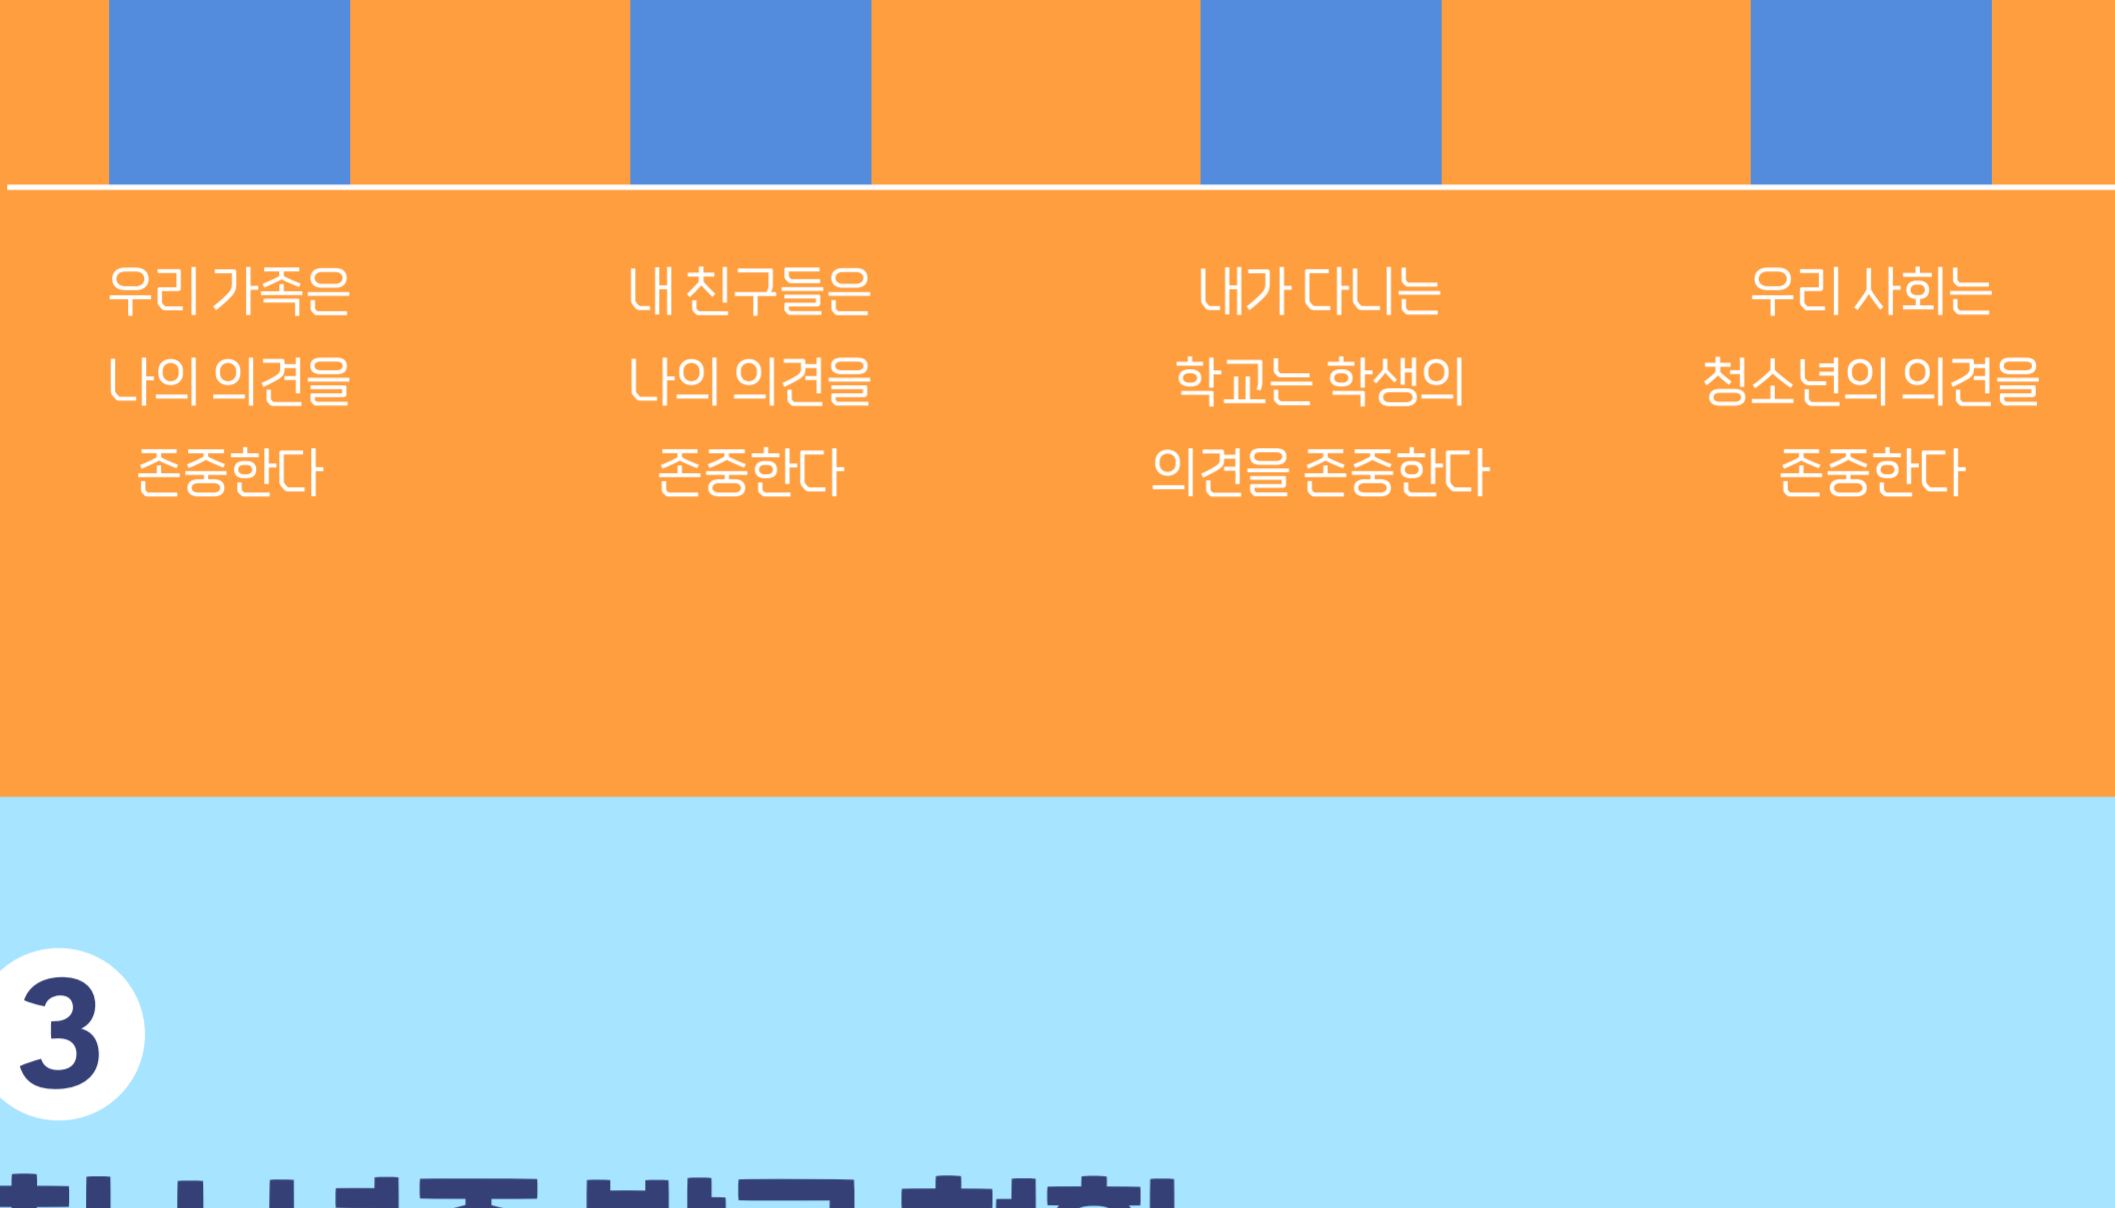 우리 가족은
나의 의견을
존중한다
내 친구들은
나의 의견을
존중한다
내가 다니는
학교는 학생의
의견을 존중한다
우리 사회는
청소년의 의견을
존중한다
3